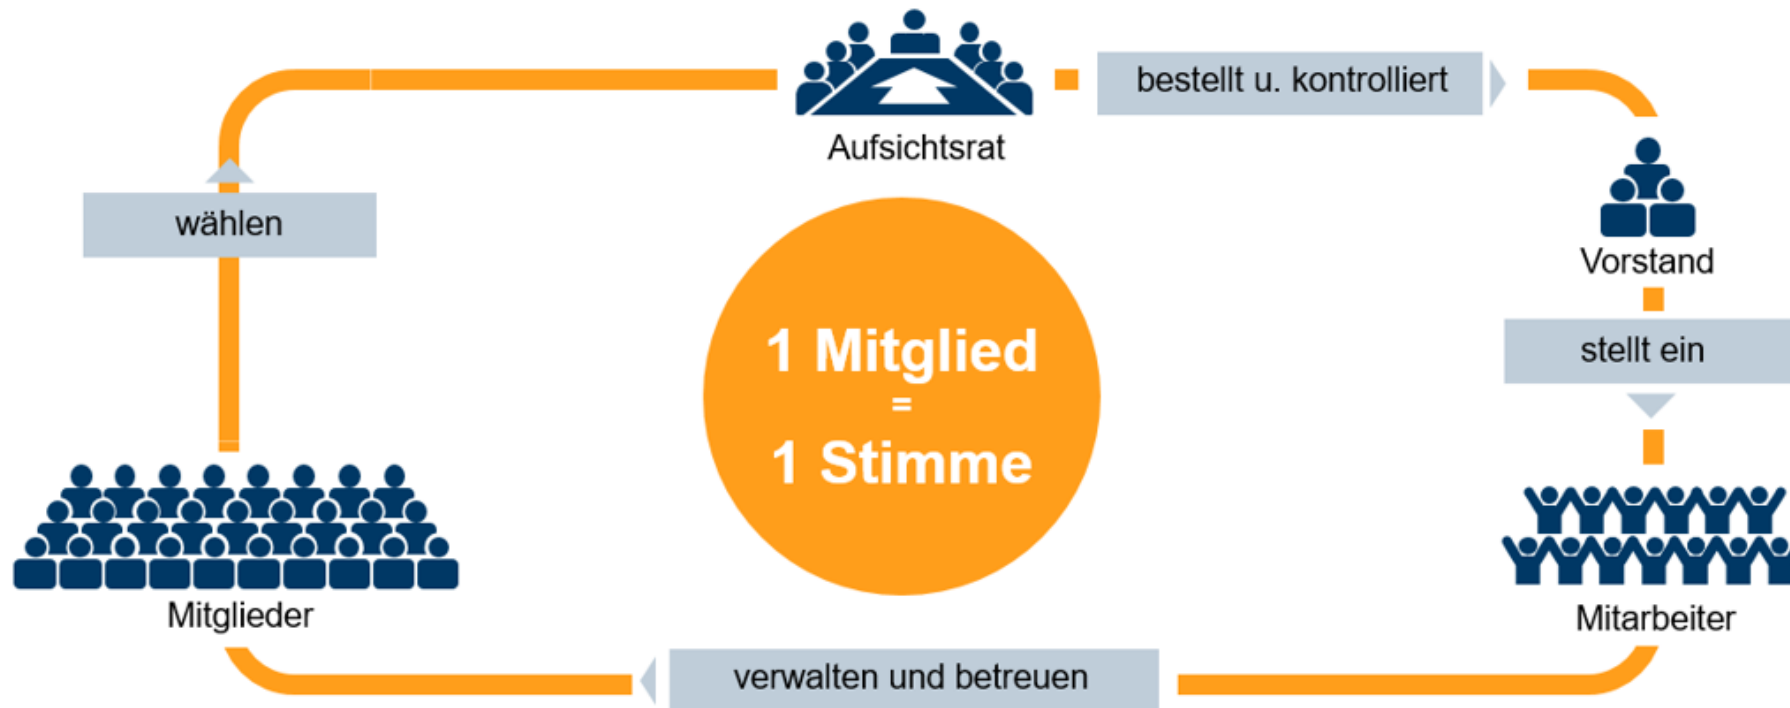 Aufsichtsrat
bestellt u. kontrolliert
Vorstand
wählen
1 Mitglied
=
1 Stimme
stellt ein
Mitglieder
Mitarbeiter
verwalten und betreuen